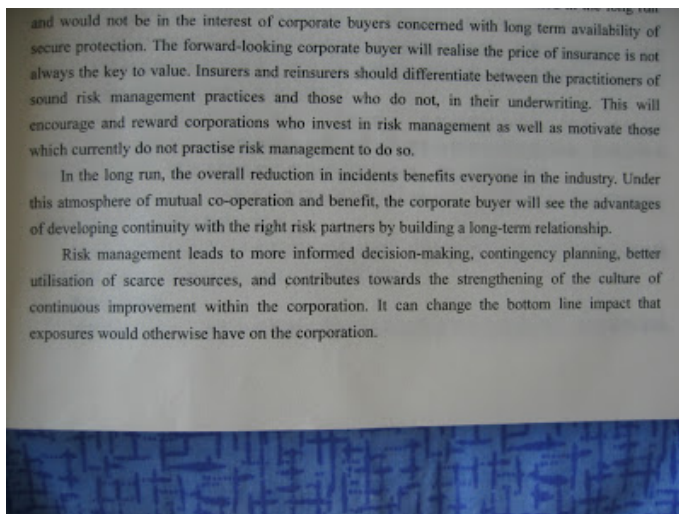 and would not be in the interest of corporate buyers concerned with long term availability of
secure protection. The forward-looking corporate buyer will realise the price of insurance is not
always the key to value. Insurers and reinsurers should differentiate between the practitioners of
sound risk management practices and those who do not, in their underwriting. This will
encourage and reward corporations who invest in risk management as well as motivate those
which currently do not practise risk management to do so.
In the long run, the overall reduction in incidents benefits everyone in the industry. Under
this atmosphere of mutual co-operation and benefit, the corporate buyer will see the advantages
of developing continuity with the right risk partners by building a long-term relationship.
Risk management leads to more informed decision-making, contingency planning, better
utilisation of scarce resources, and contributes towards the strengthening of the culture of
continuous improvement within the corporation. It can change the bottom line impact that
exposures would otherwise have on the corporation.